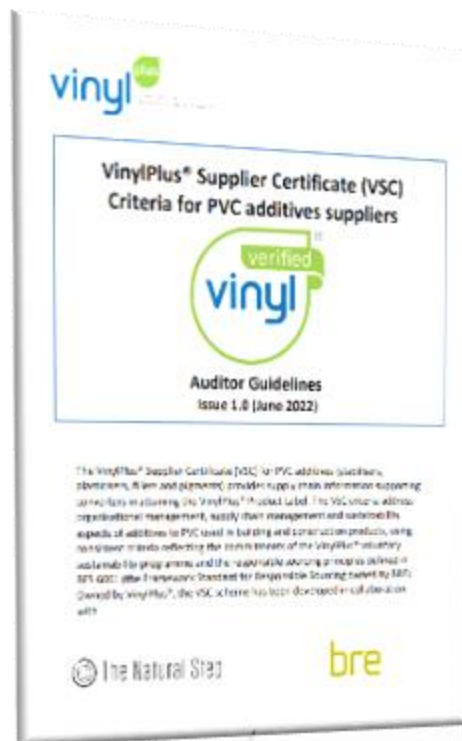 vinyl plus
VinylPlus® Supplier Certificate (VSC)
Criteria for PVC additives suppliers
verified
vinyl
®
Auditor Guidelines
Issue 1.0 (June 2022)
The VinylPlus® Supplier Certificate (VSC) for PVC additives (stabilisers,
plasticisers, fillers and pigments) provides supply chain information supporting
converters in attaining the VinylPlus® Product Label. The VSC criteria address
organisational management, supply chain management and sustainability
aspects of additives to PVC used in building and construction products, using
consistent criteria reflecting the commitments of the VinylPlus® voluntary
sustainability programme and the responsible sourcing principles defined in
BES 6001 (the Framework Standard for Responsible Sourcing owned by BRE)
Owned by VinylPlus®, the VSC scheme has been developed in collaboration
with
The Natural Step
bre